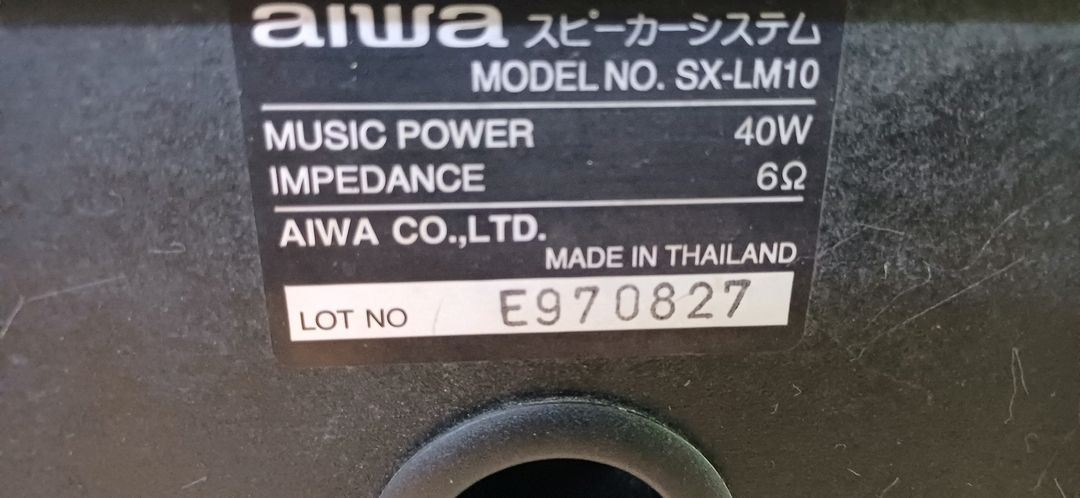 aiwa スピーカーシステム
MODEL NO. SX-LM10
MUSIC POWER 40W
IMPEDANCE 6Ω
AIWA CO.,LTD.
MADE IN THAILAND
LOT NO E970827